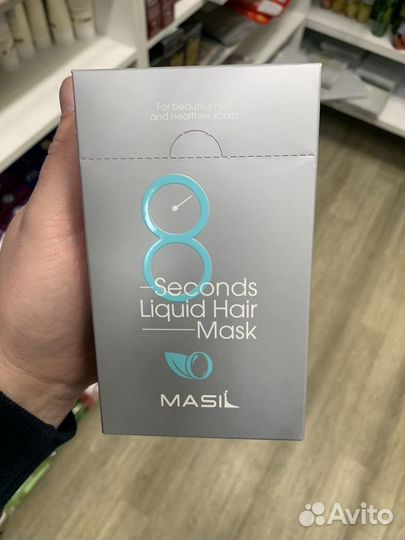 For beautiful hair
and healthier scalp
8
Seconds
Liquid Hair
Mask
MASIL
Avito